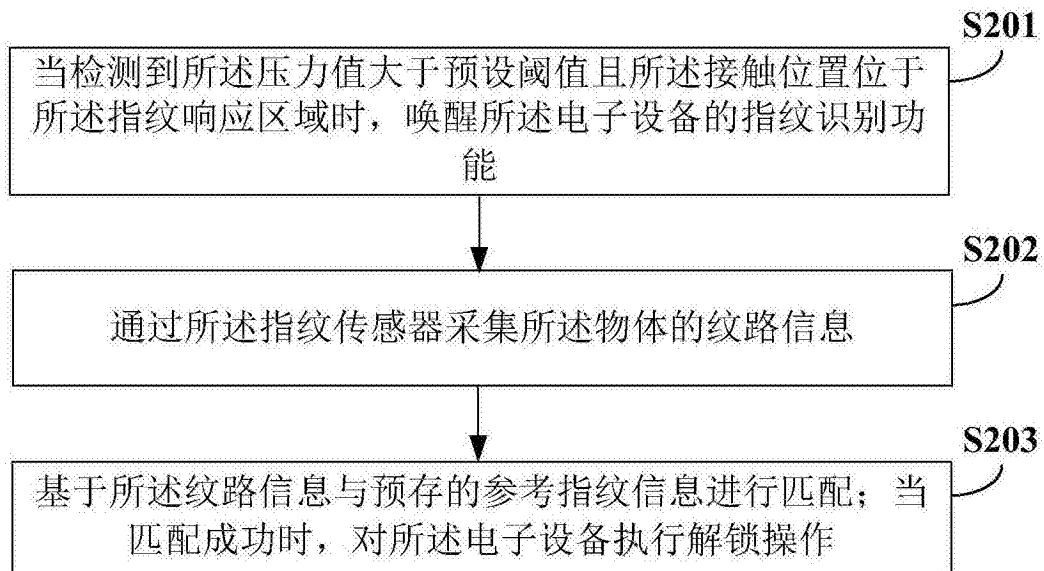 S201
当检测到所述压力值大于预设阈值且所述接触位置位于
所述指纹响应区域时，唤醒所述电子设备的指纹识别功
能
S202
通过所述指纹传感器采集所述物体的纹路信息
S203
基于所述纹路信息与预存的参考指纹信息进行匹配；当
匹配成功时，对所述电子设备执行解锁操作